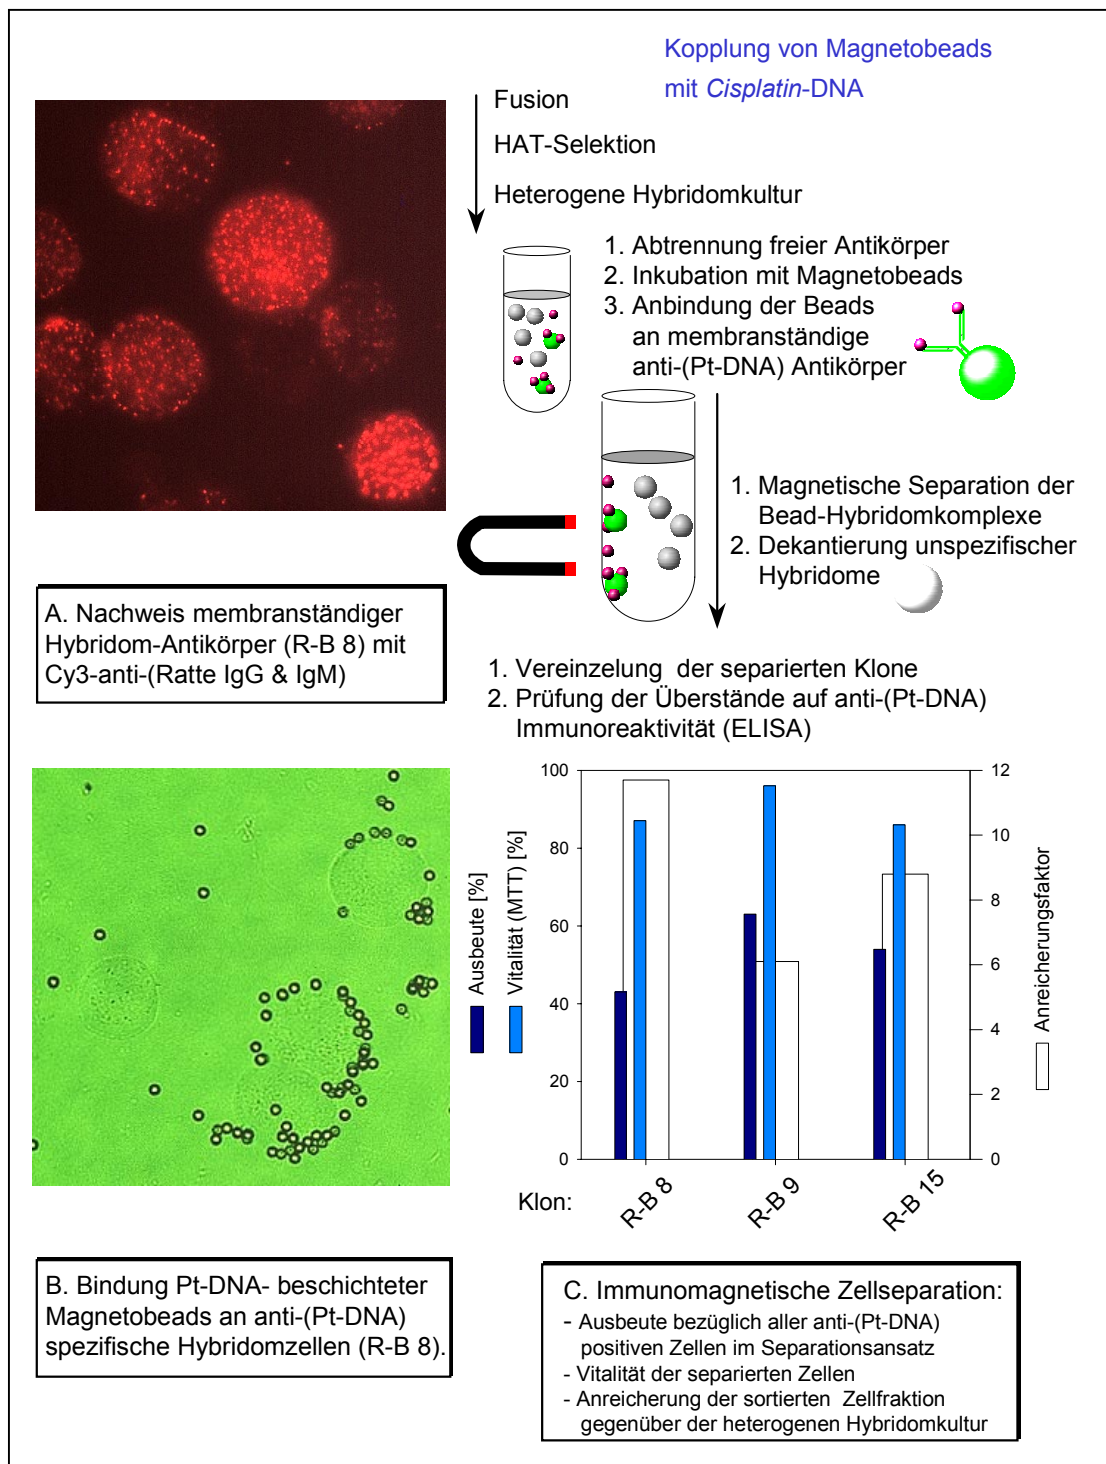 Kopplung von Magnetobeads
mit Cisplatin-DNA
Fusion
HAT-Selektion
Heterogene Hybridomkultur
1. Abtrennung freier Antikörper
2. Inkubation mit Magnetobeads
3. Anbindung der Beads
an membranständige
anti-(Pt-DNA) Antikörper
1. Magnetische Separation der
Bead-Hybridomkomplexe
2. Dekantierung unspezifischer
Hybridome
A. Nachweis membranständiger
Hybridom-Antikörper (R-B 8) mit
Cy3-anti-(Ratte IgG & IgM)
1. Vereinzelung der separierten Klone
2. Prüfung der Überstände auf anti-(Pt-DNA)
Immunoreaktivität (ELISA)
Ausbeute [%]
Vitalität (MTT) [%]
100
80
60
40
20
0
12
10
8
6
4
2
0
Anreicherungsfaktor
Klon:
R-B 8
R-B 9
R-B 15
B. Bindung Pt-DNA- beschichteter
Magnetobeads an anti-(Pt-DNA)
spezifische Hybridomzellen (R-B 8).
C. Immunomagnetische Zellseparation:
- Ausbeute bezüglich aller anti-(Pt-DNA)
positiven Zellen im Separationsansatz
- Vitalität der separierten Zellen
- Anreicherung der sortierten Zellfraktion
gegenüber der heterogenen Hybridomkultur